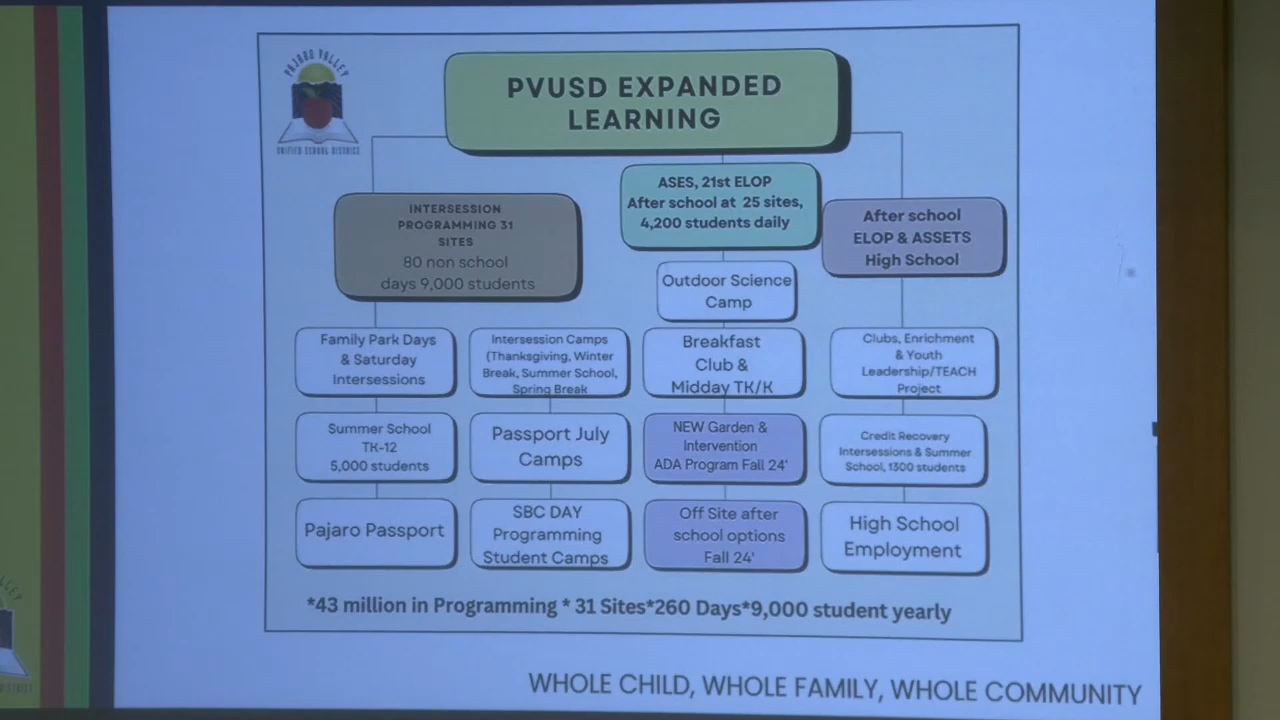 PAJARO VALLEY
UNIFIED SCHOOL DISTRICT
PVUSD EXPANDED
LEARNING
INTERSESSION
PROGRAMMING 31
SITES
80 non school
days 9,000 students
ASES, 21st ELOP
After school at 25 sites,
4,200 students daily
After school
ELOP & ASSETS
High School
Outdoor Science
Camp
Family Park Days
& Saturday
Intersessions
Intersession Camps
(Thanksgiving, Winter
Break, Summer School,
Spring Break
Breakfast
Club &
Midday TK/K
Clubs, Enrichment
& Youth
Leadership/TEACH
Project
Summer School
TK-12
5,000 students
Passport July
Camps
NEW Garden &
Intervention
ADA Program Fall 24'
Credit Recovery
Intersessions & Summer
School, 1300 students
Pajaro Passport
SBC DAY
Programming
Student Camps
Off Site after
school options
Fall 24'
High School
Employment
*43 million in Programming * 31 Sites*260 Days*9,000 student yearly
WHOLE CHILD, WHOLE FAMILY, WHOLE COMMUNITY